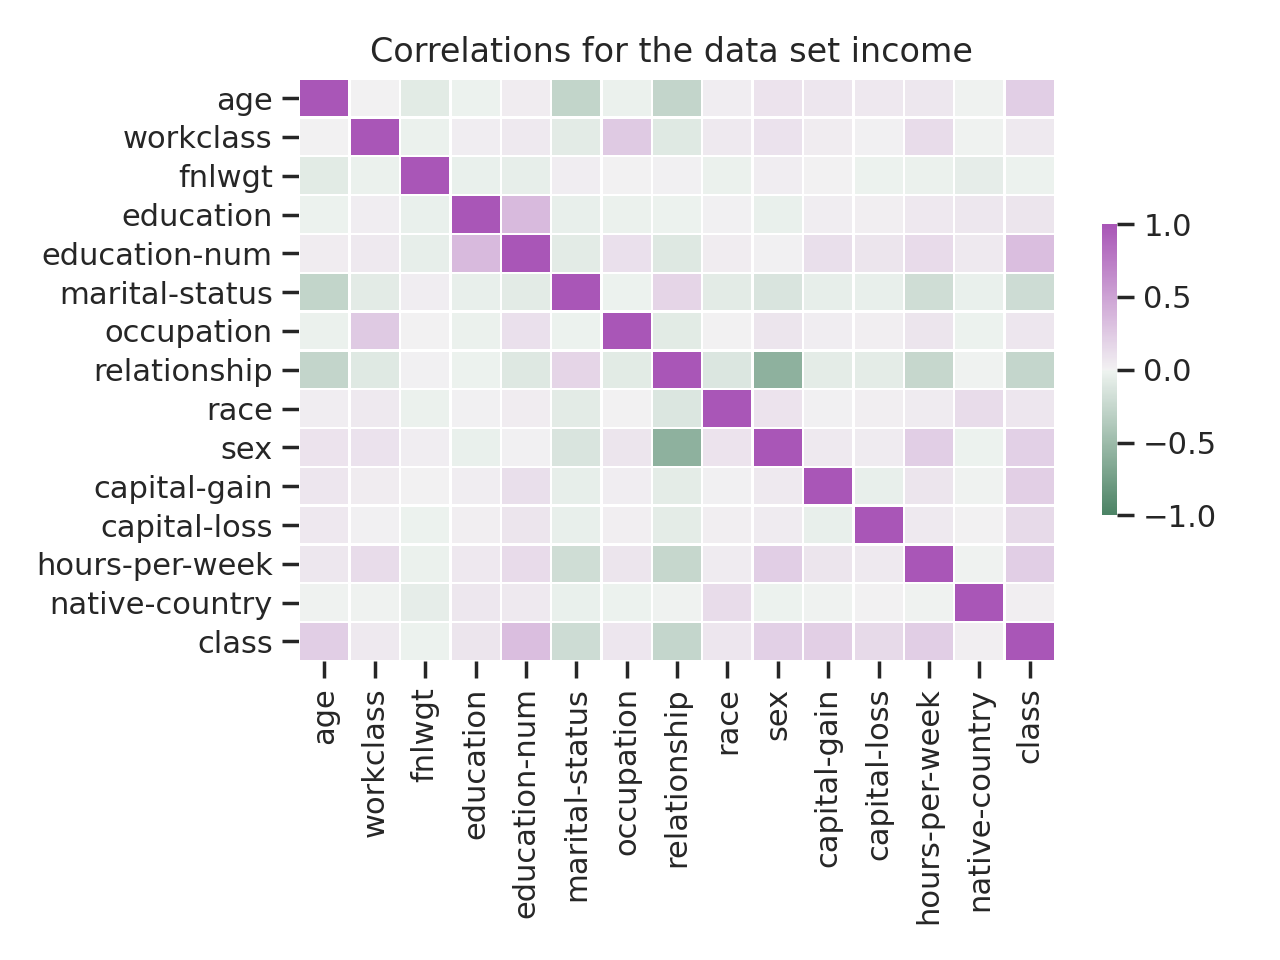 Correlations for the data set income
age
workclass
fnlwgt
education
education-num
marital-status
occupation
relationship
race
sex
capital-gain
capital-loss
hours-per-week
native-country
class
age
workclass
fnlwgt
education
education-num
marital-status
occupation
relationship
race
sex
capital-gain
capital-loss
hours-per-week
native-country
class
1.0
0.5
0.0
−0.5
−1.0